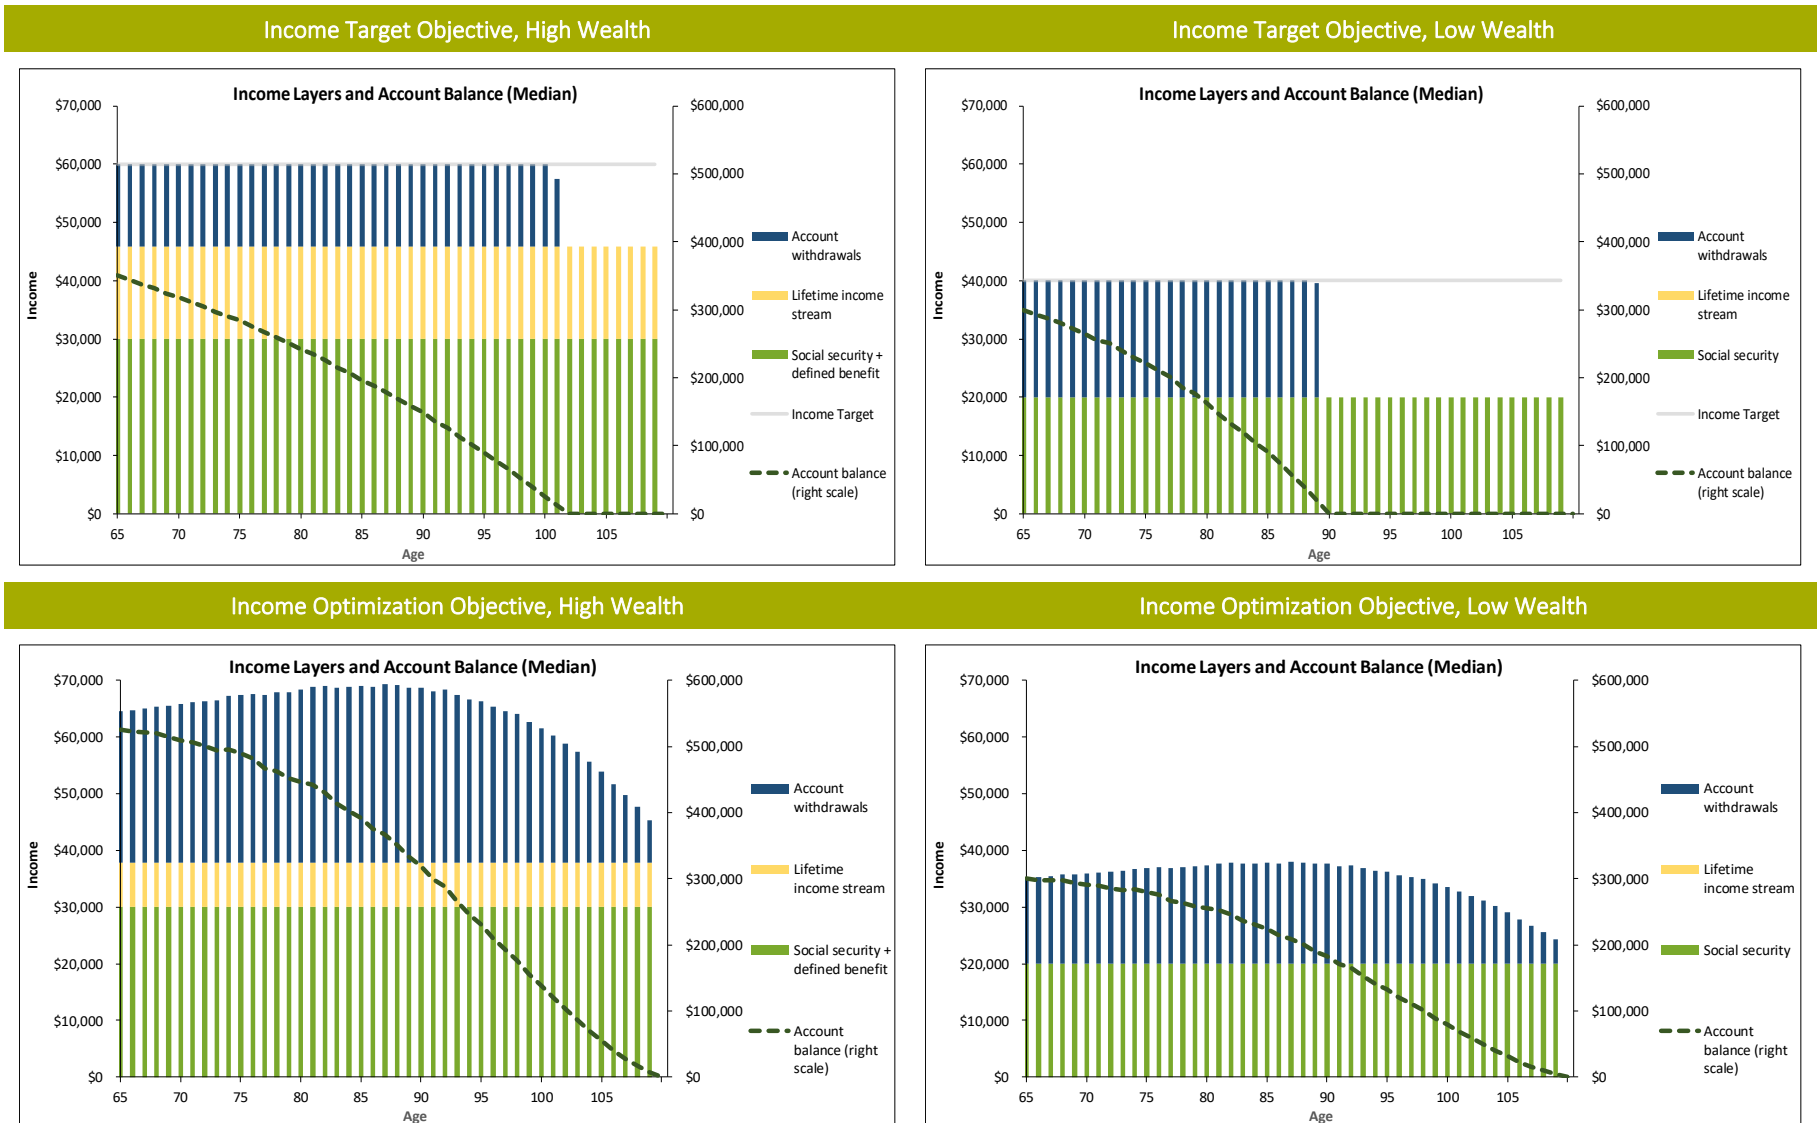 Income Target Objective, High Wealth
Income Layers and Account Balance (Median)
$70,000
$60,000
$50,000
$40,000
$30,000
$20,000
$10,000
$0
Income
$600,000
$500,000
$400,000
$300,000
$200,000
$100,000
$0
65 70 75 80 85 90 95 100 105
Age
Account
withdrawals
Lifetime income
stream
Social security +
defined benefit
Income Target
Account balance
(right scale)
Income Target Objective, Low Wealth
Income Layers and Account Balance (Median)
$70,000
$60,000
$50,000
$40,000
$30,000
$20,000
$10,000
$0
Income
$600,000
$500,000
$400,000
$300,000
$200,000
$100,000
$0
65 70 75 80 85 90 95 100 105
Age
Account
withdrawals
Lifetime income
stream
Social security
Income Target
Account balance
(right scale)
Income Optimization Objective, High Wealth
Income Layers and Account Balance (Median)
$70,000
$60,000
$50,000
$40,000
$30,000
$20,000
$10,000
$0
Income
$600,000
$500,000
$400,000
$300,000
$200,000
$100,000
$0
65 70 75 80 85 90 95 100 105
Age
Account
withdrawals
Lifetime
income stream
Social security +
defined benefit
Account
balance (right
scale)
Income Optimization Objective, Low Wealth
Income Layers and Account Balance (Median)
$70,000
$60,000
$50,000
$40,000
$30,000
$20,000
$10,000
$0
Income
$600,000
$500,000
$400,000
$300,000
$200,000
$100,000
$0
65 70 75 80 85 90 95 100 105
Age
Account
withdrawals
Lifetime
income stream
Social security
Account
balance (right
scale)